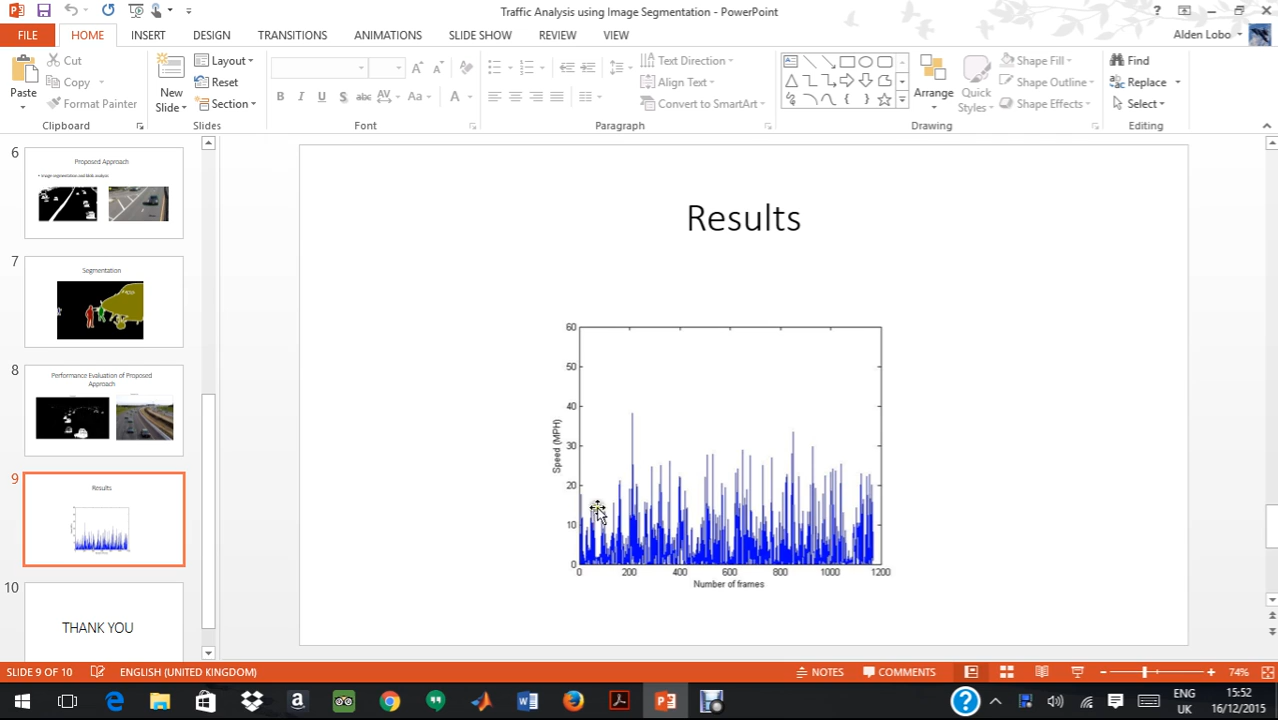 Traffic Analysis using Image Segmentation - PowerPoint
FILE HOME INSERT DESIGN TRANSITIONS ANIMATIONS SLIDE SHOW REVIEW VIEW Alden Lobo
Paste
Cut
Copy
Format Painter
Clipboard
New Slide
Layout
Reset
Section
Slides
Font
Text Direction
Align Text
Convert to SmartArt
Paragraph
Arrange
Quick Styles
Shape Fill
Shape Outline
Shape Effects
Drawing
Find
Replace
Select
Editing
6
Proposed Approach
• Image segmentation and blob analysis
7
Segmentation
8
Performance Evaluation of Proposed
Approach
9
Results
10
THANK YOU
Results
60
50
40
30
20
10
0
Speed (MPH)
0 200 400 600 800 1000 1200
Number of frames
SLIDE 9 OF 10 ENGLISH (UNITED KINGDOM) NOTES COMMENTS 74%
ENG 15:52
UK 16/12/2015